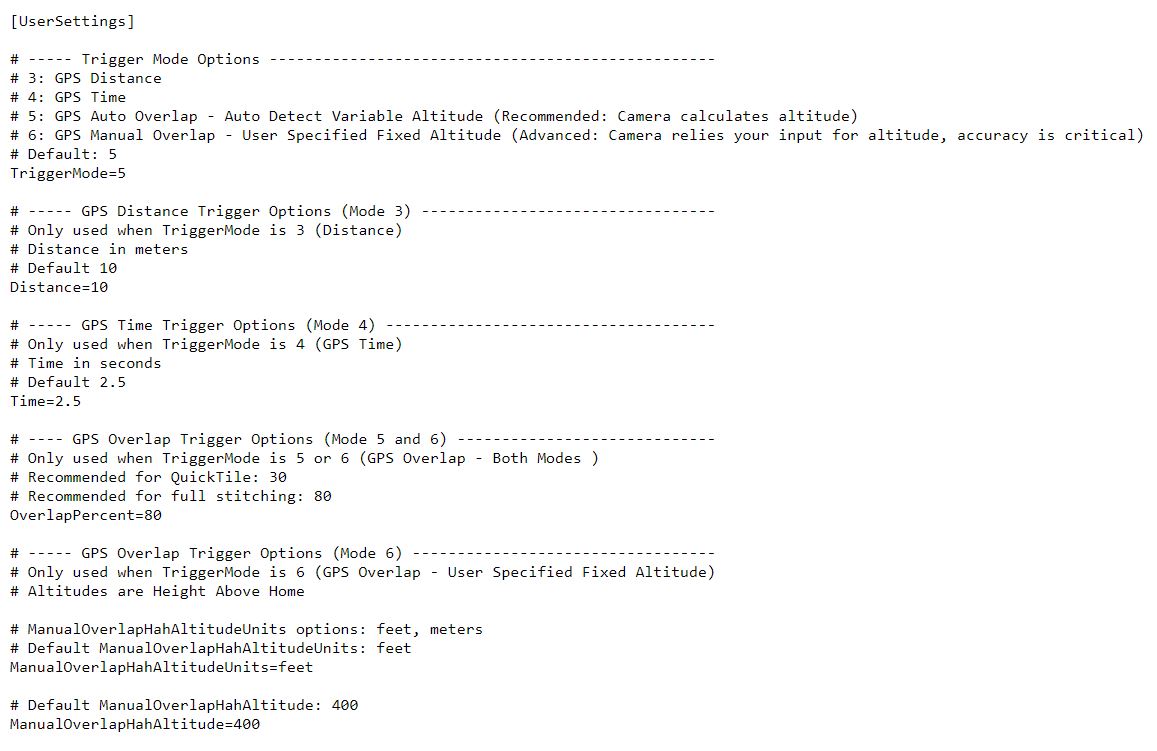 [UserSettings]
# ----- Trigger Mode Options --------------------------------------------------
# 3: GPS Distance
# 4: GPS Time
# 5: GPS Auto Overlap - Auto Detect Variable Altitude (Recommended: Camera calculates altitude)
# 6: GPS Manual Overlap - User Specified Fixed Altitude (Advanced: Camera relies your input for altitude, accuracy is critical)
# Default: 5
TriggerMode=5
# ----- GPS Distance Trigger Options (Mode 3) ---------------------------------
# Only used when TriggerMode is 3 (Distance)
# Distance in meters
# Default 10
Distance=10
# ----- GPS Time Trigger Options (Mode 4) -------------------------------------
# Only used when TriggerMode is 4 (GPS Time)
# Time in seconds
# Default 2.5
Time=2.5
# ---- GPS Overlap Trigger Options (Mode 5 and 6) -----------------------------
# Only used when TriggerMode is 5 or 6 (GPS Overlap - Both Modes )
# Recommended for QuickTile: 30
# Recommended for full stitching: 80
OverlapPercent=80
# ----- GPS Overlap Trigger Options (Mode 6) ----------------------------------
# Only used when TriggerMode is 6 (GPS Overlap - User Specified Fixed Altitude)
# Altitudes are Height Above Home
# ManualOverlapHahAltitudeUnits options: feet, meters
# Default ManualOverlapHahAltitudeUnits: feet
ManualOverlapHahAltitudeUnits=feet
# Default ManualOverlapHahAltitude: 400
ManualOverlapHahAltitude=400